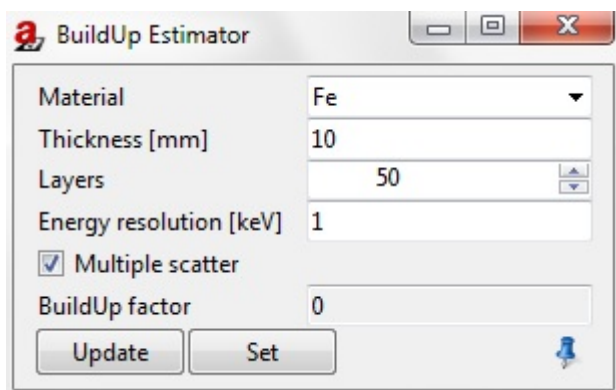 BuildUp Estimator
Material Fe
Thickness [mm] 10
Layers 50
Energy resolution [keV] 1
Multiple scatter
BuildUp factor 0
Update Set